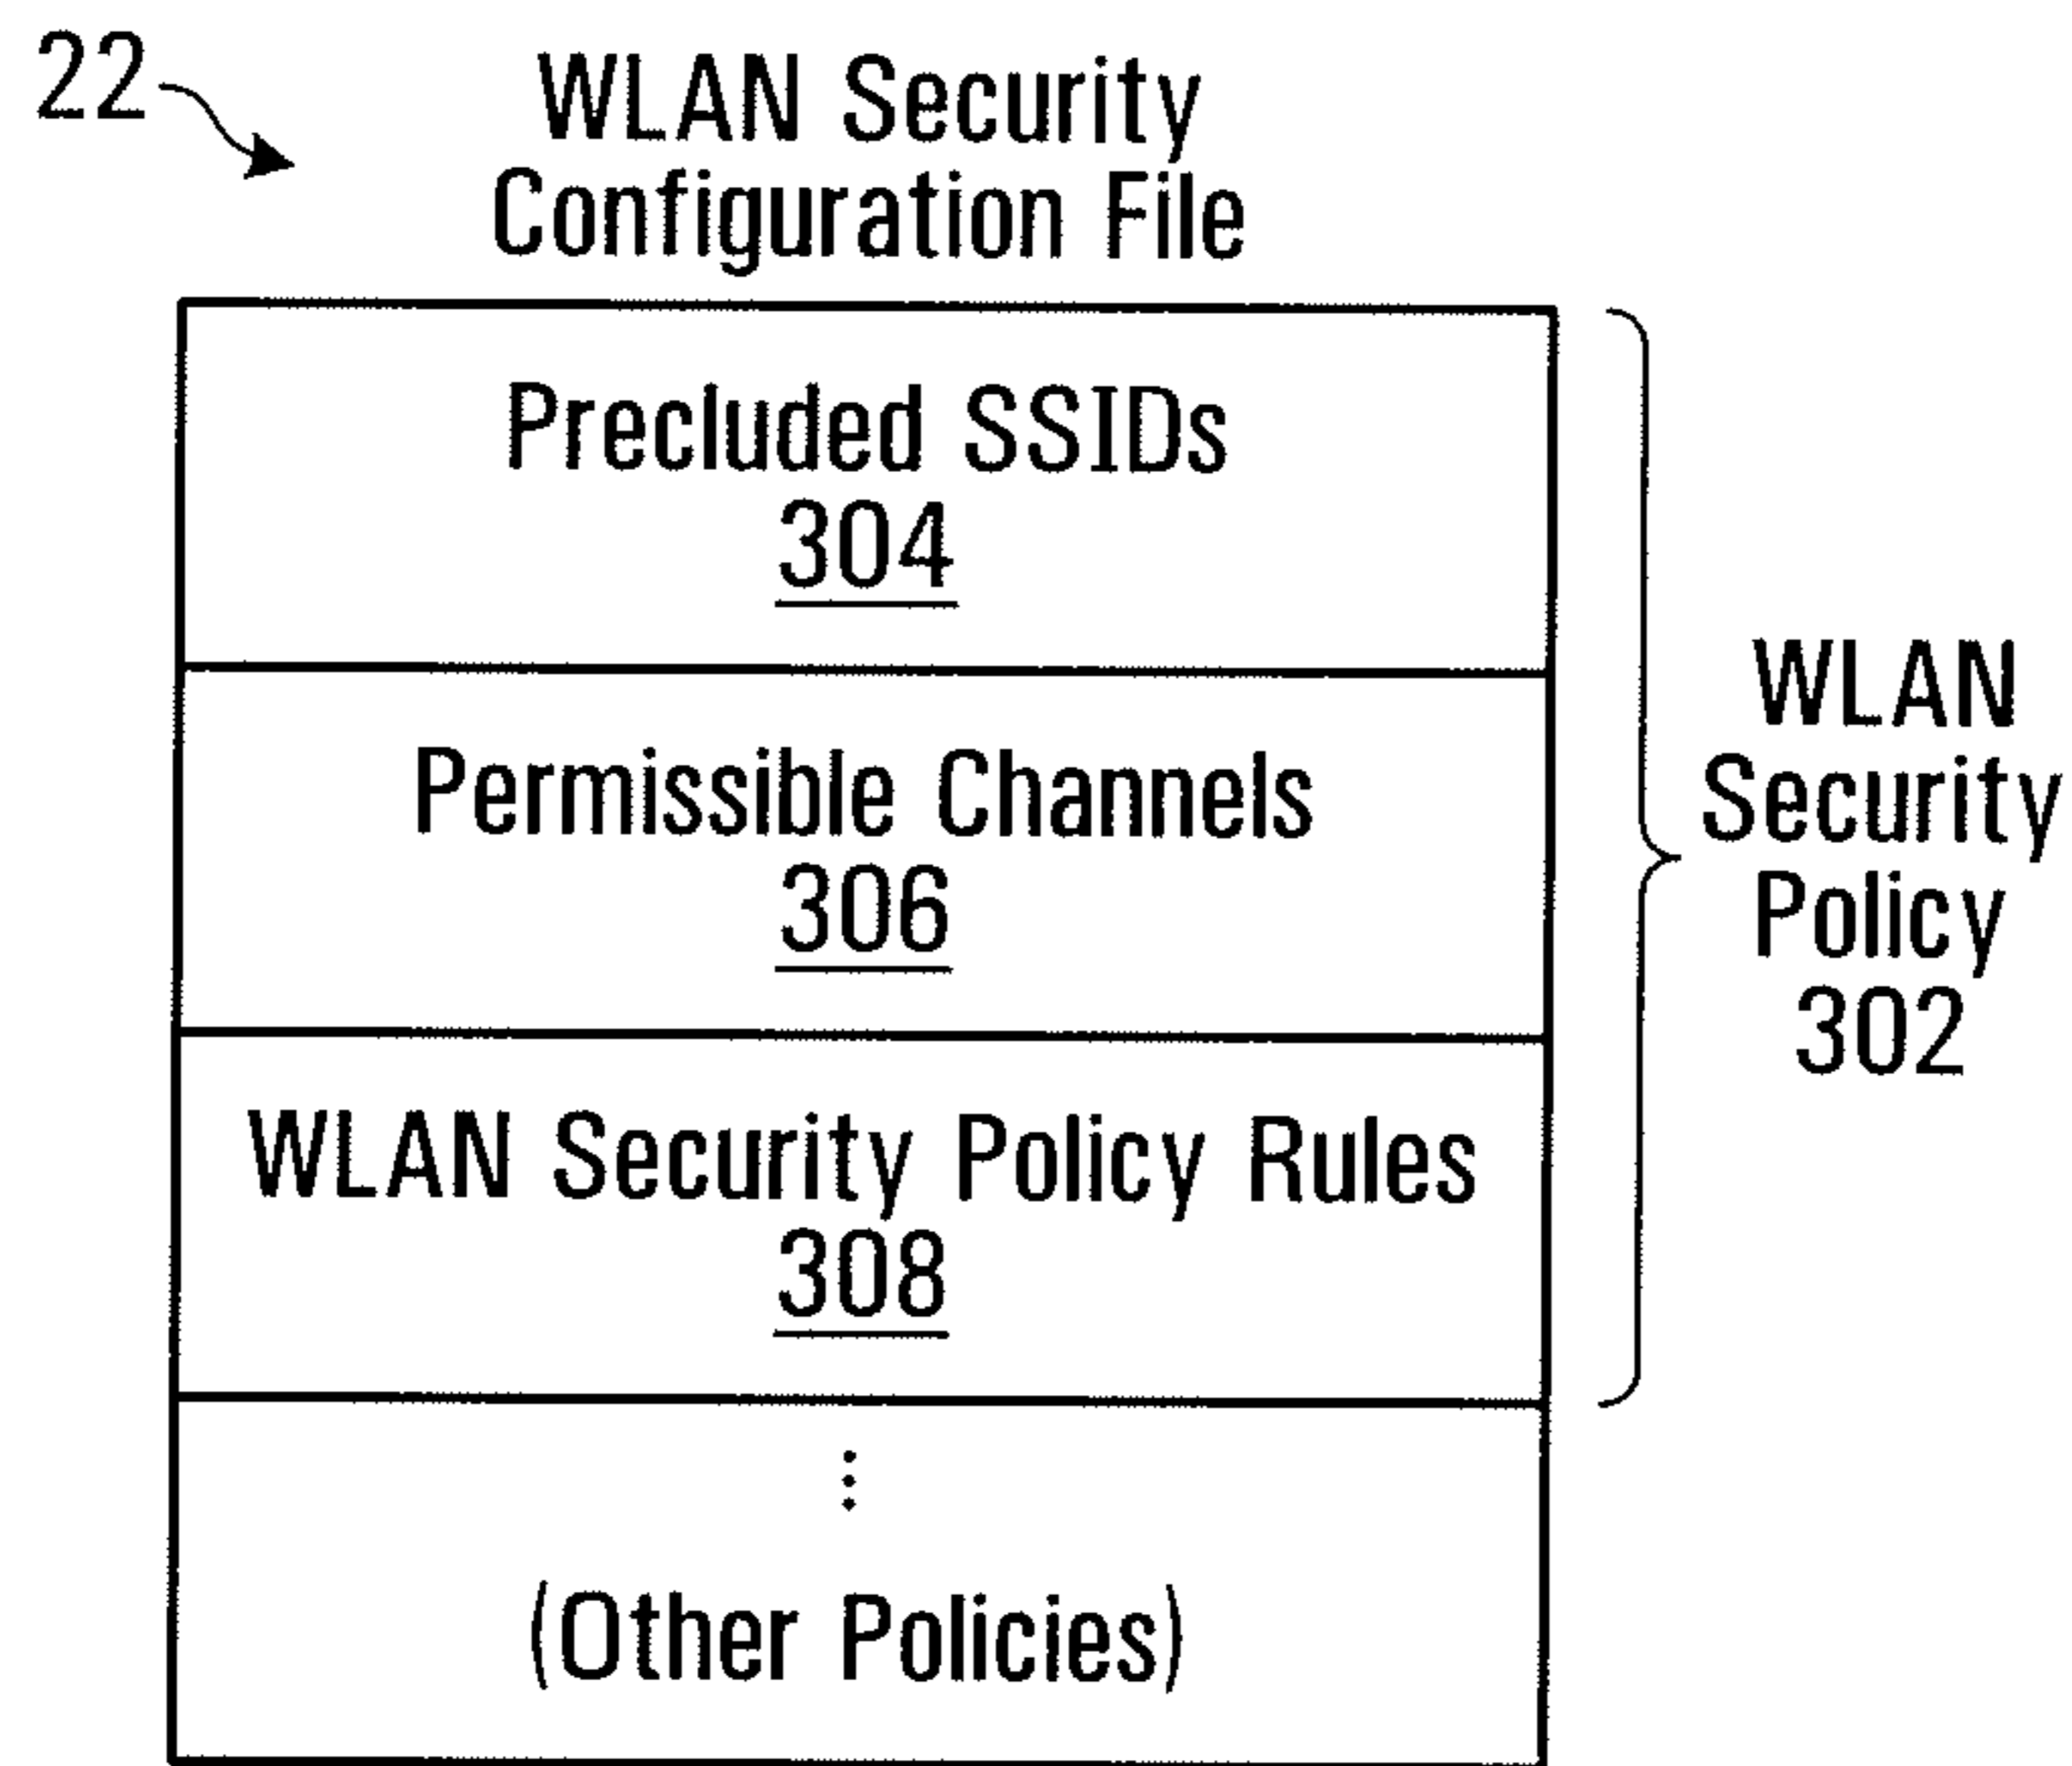 22
WLAN Security
Configuration File
Precluded SSIDs
304
Permissible Channels
306
WLAN Security Policy Rules
308
⋮
(Other Policies)
WLAN
Security
Policy
302